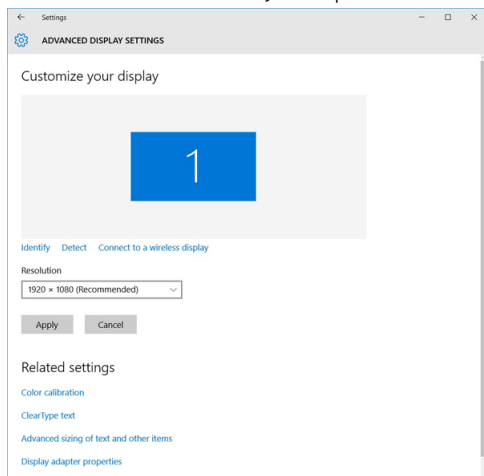 Settings
ADVANCED DISPLAY SETTINGS
Customize your display
1
Identify Detect Connect to a wireless display
Resolution
1920 × 1080 (Recommended)
Apply Cancel
Related settings
Color calibration
ClearType text
Advanced sizing of text and other items
Display adapter properties